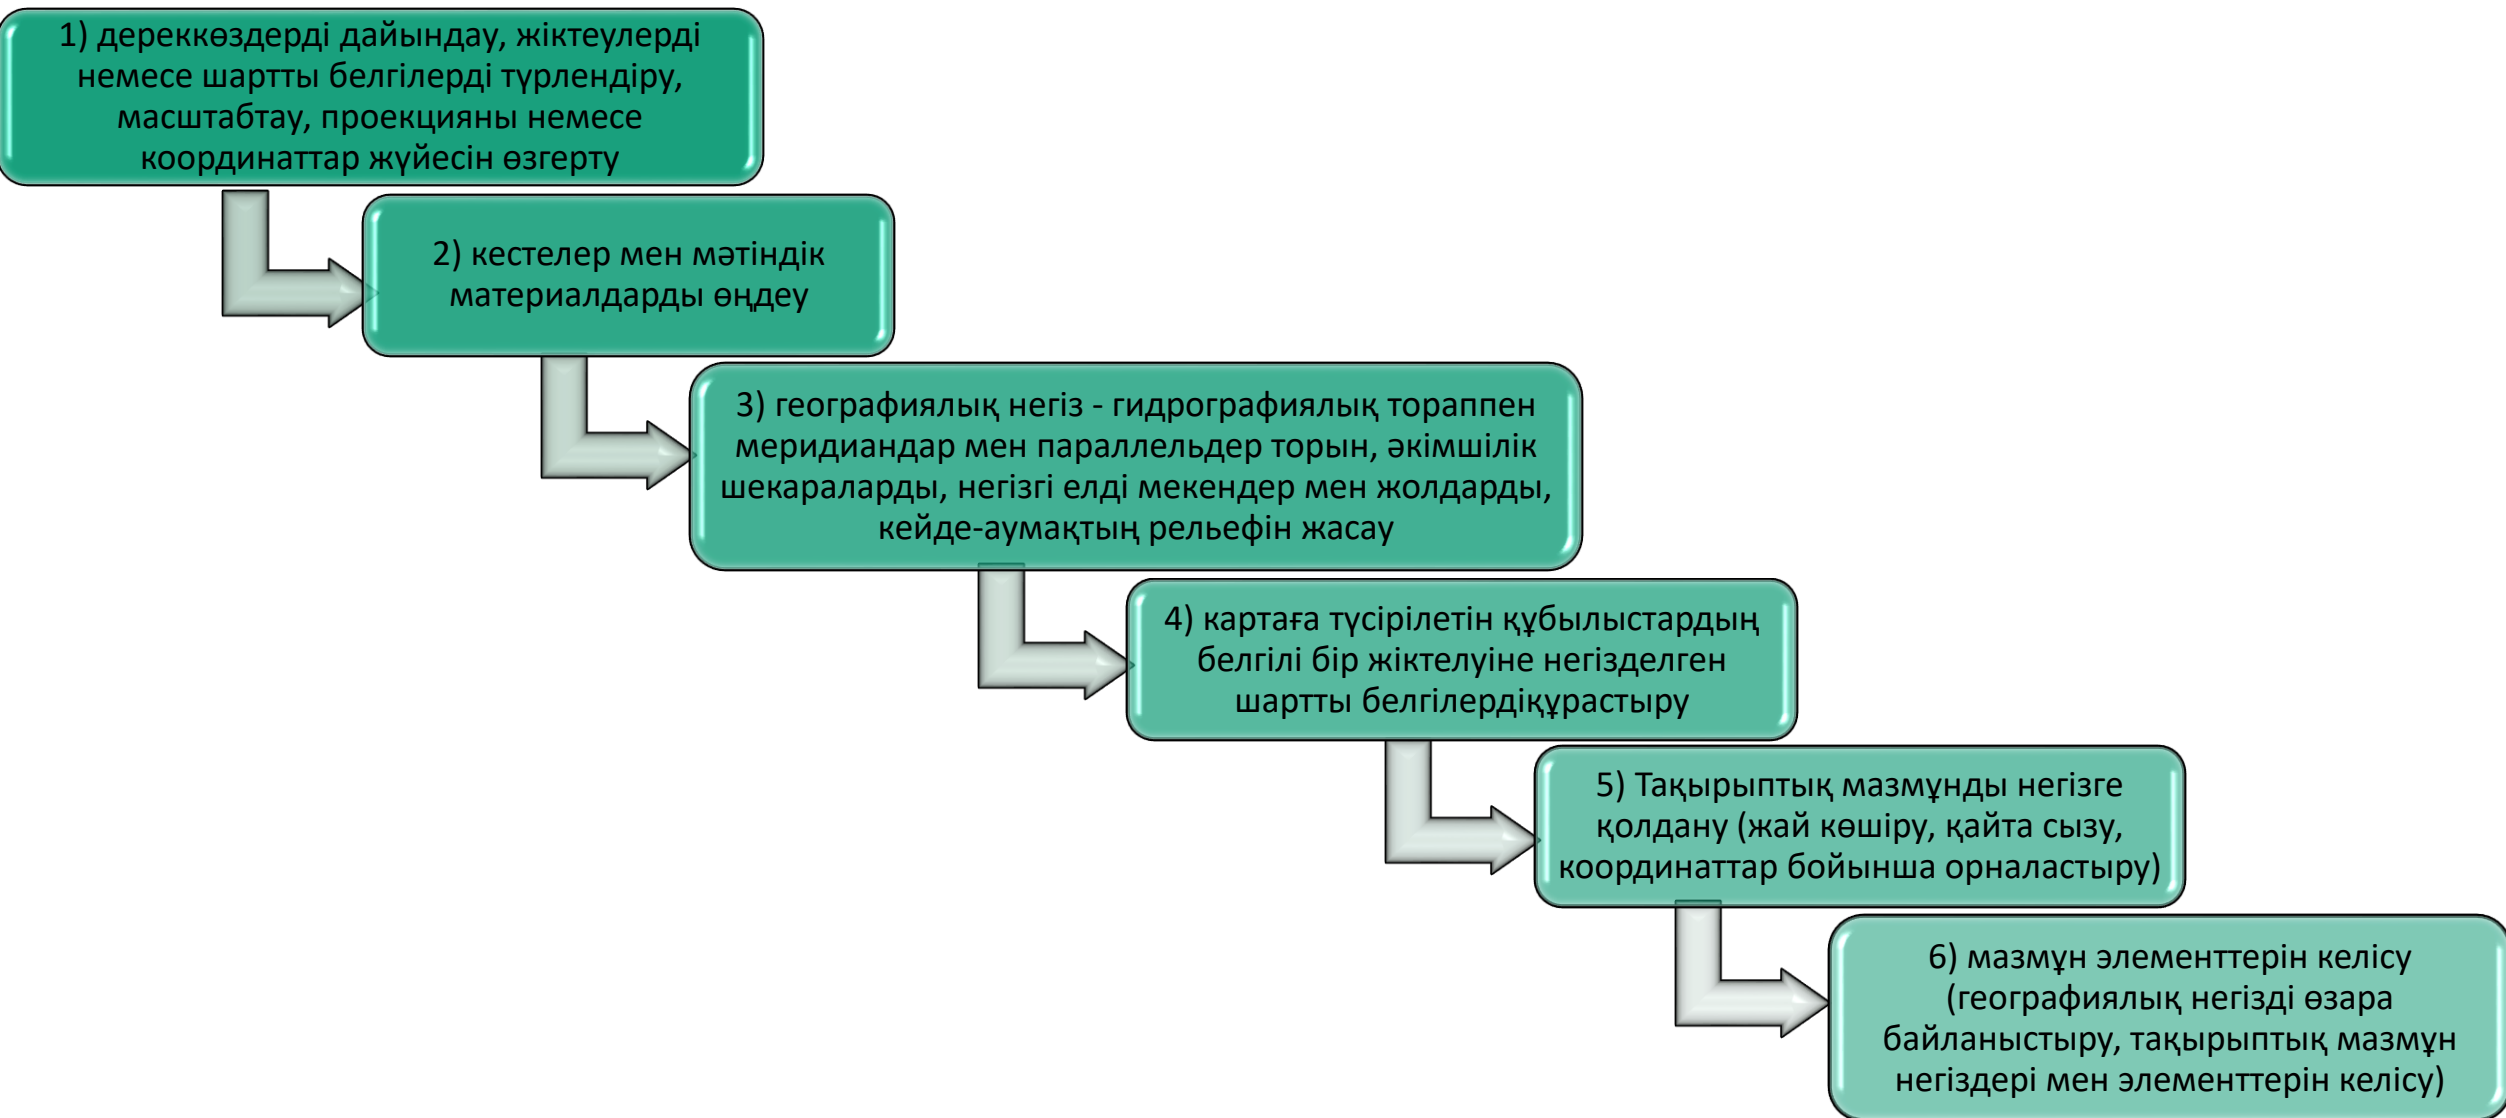 1) дереккөздерді дайындау, жіктеулерді
немесе шартты белгілерді түрлендіру,
масштабтау, проекцияны немесе
координаттар жүйесін өзгерту
2) кестелер мен мәтіндік
материалдарды өңдеу
3) географиялық негіз - гидрографиялық тораппен
меридиандар мен параллельдер торын, әкімшілік
шекараларды, негізгі елді мекендер мен жолдарды,
кейде-аумақтың рельефін жасау
4) картаға түсірілетін құбылыстардың
белгілі бір жіктелуіне негізделген
шартты белгілердіқұрастыру
5) Тақырыптық мазмұнды негізге
қолдану (жай көшіру, қайта сызу,
координаттар бойынша орналастыру)
6) мазмұн элементтерін келісу
(географиялық негізді өзара
байланыстыру, тақырыптық мазмұн
негіздері мен элементтерін келісу)